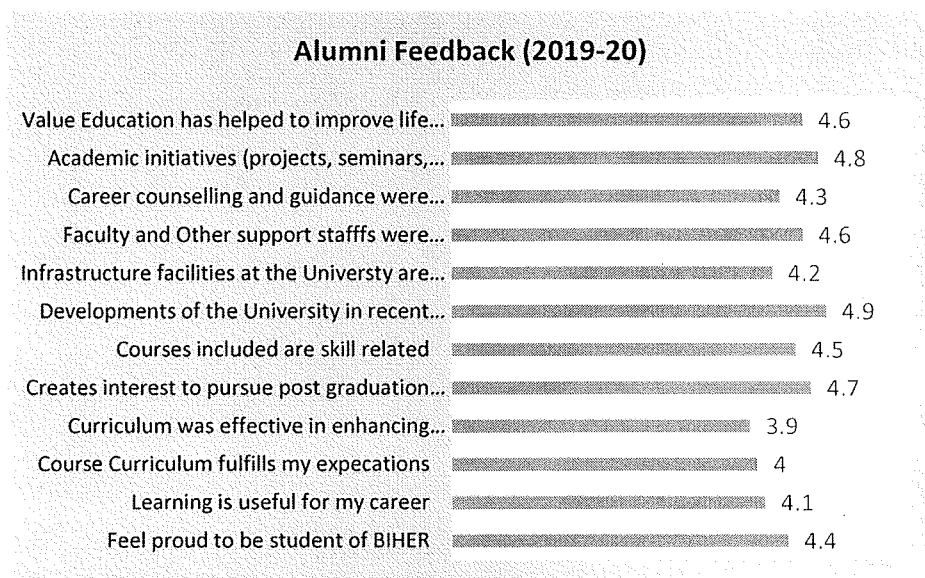 Alumni Feedback (2019-20)
Value Education has helped to improve life... 4.6
Academic initiatives (projects, seminars,... 4.8
Career counselling and guidance were... 4.3
Faculty and Other support stafffs were... 4.6
Infrastructure facilities at the Universty are... 4.2
Developments of the University in recent... 4.9
Courses included are skill related 4.5
Creates interest to pursue post graduation... 4.7
Curriculum was effective in enhancing... 3.9
Course Curriculum fulfills my expecations 4
Learning is useful for my career 4.1
Feel proud to be student of BIHER 4.4